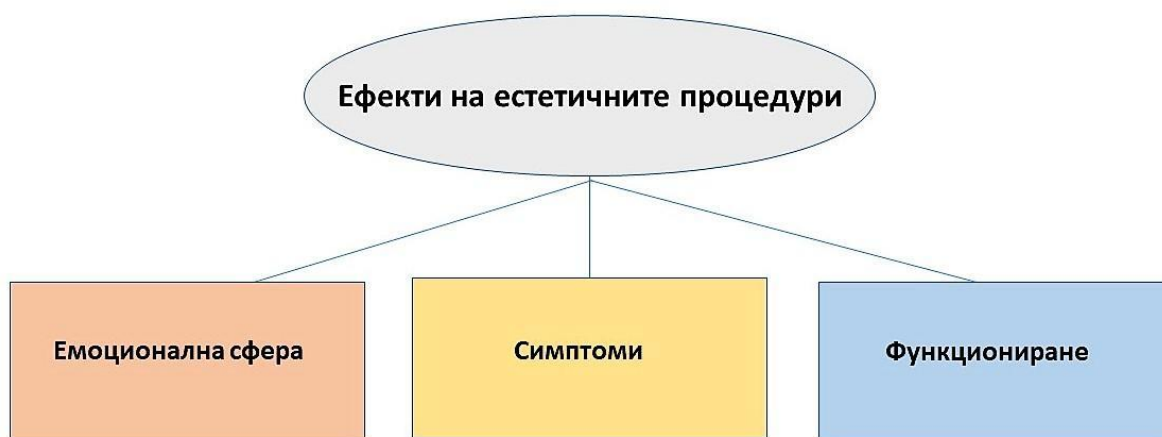 Ефекти на естетичните процедури
Емоционална сфера
Симптоми
Функциониране